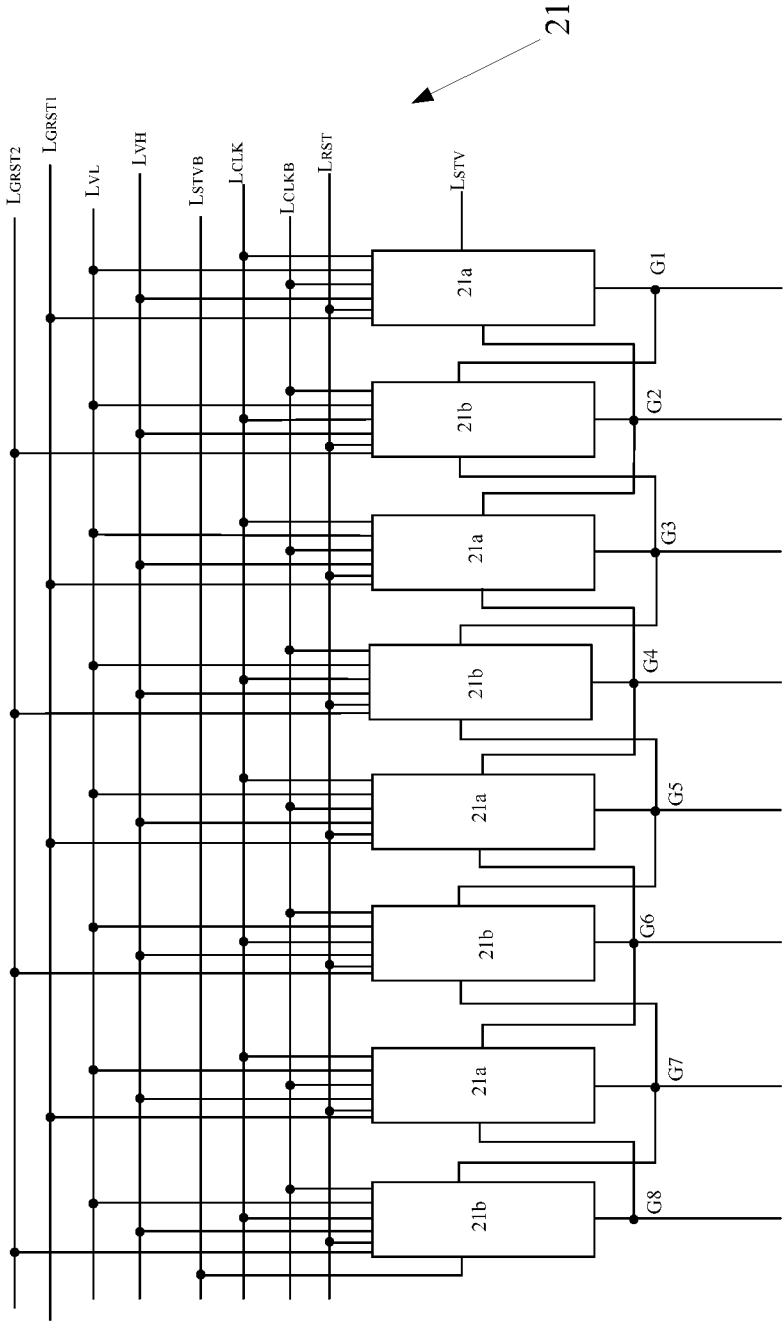 21
LGRST2
LGRST1
LVL
LVH
LSTVB
LCLK
LCLKB
LRST
LSTV
21a
G1
21b
G2
21a
G3
21b
G4
21a
G5
21b
G6
21a
G7
21b
G8